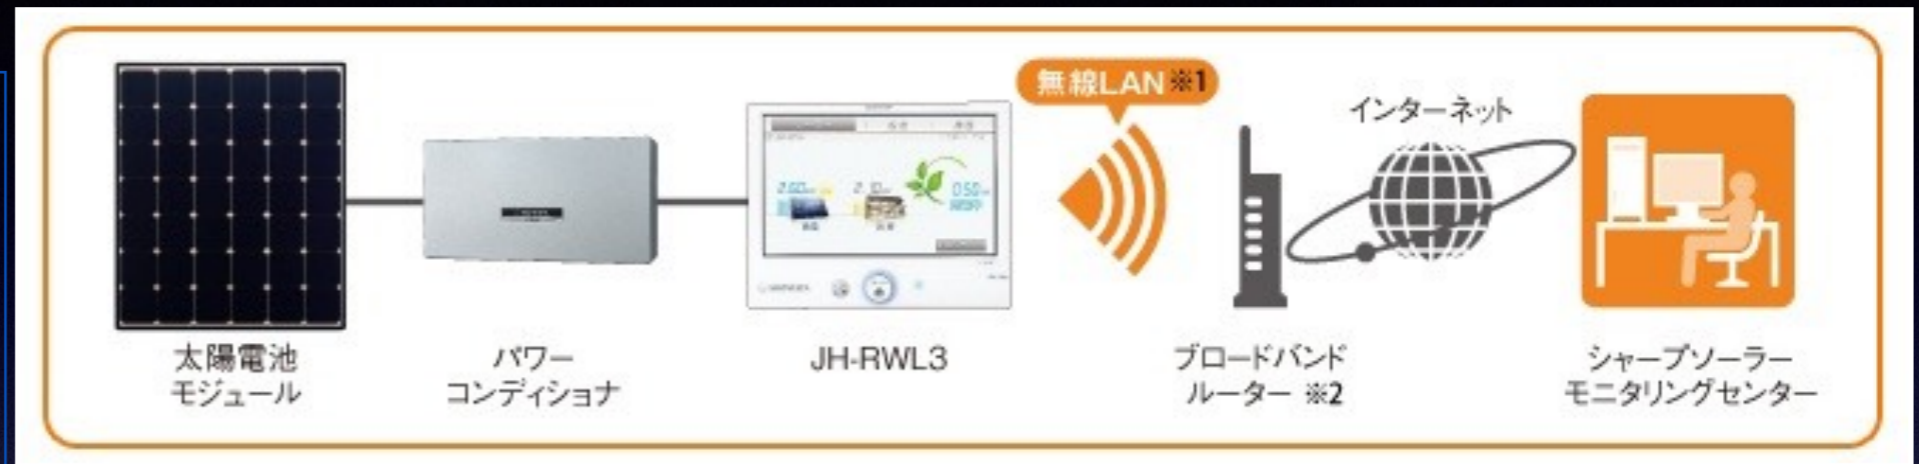 無線LAN※1
インターネット
太陽電池
モジュール
パワー
コンディショナ
JH-RWL3
ブロードバンド
ルーター ※2
シャープソーラー
モニタリングセンター